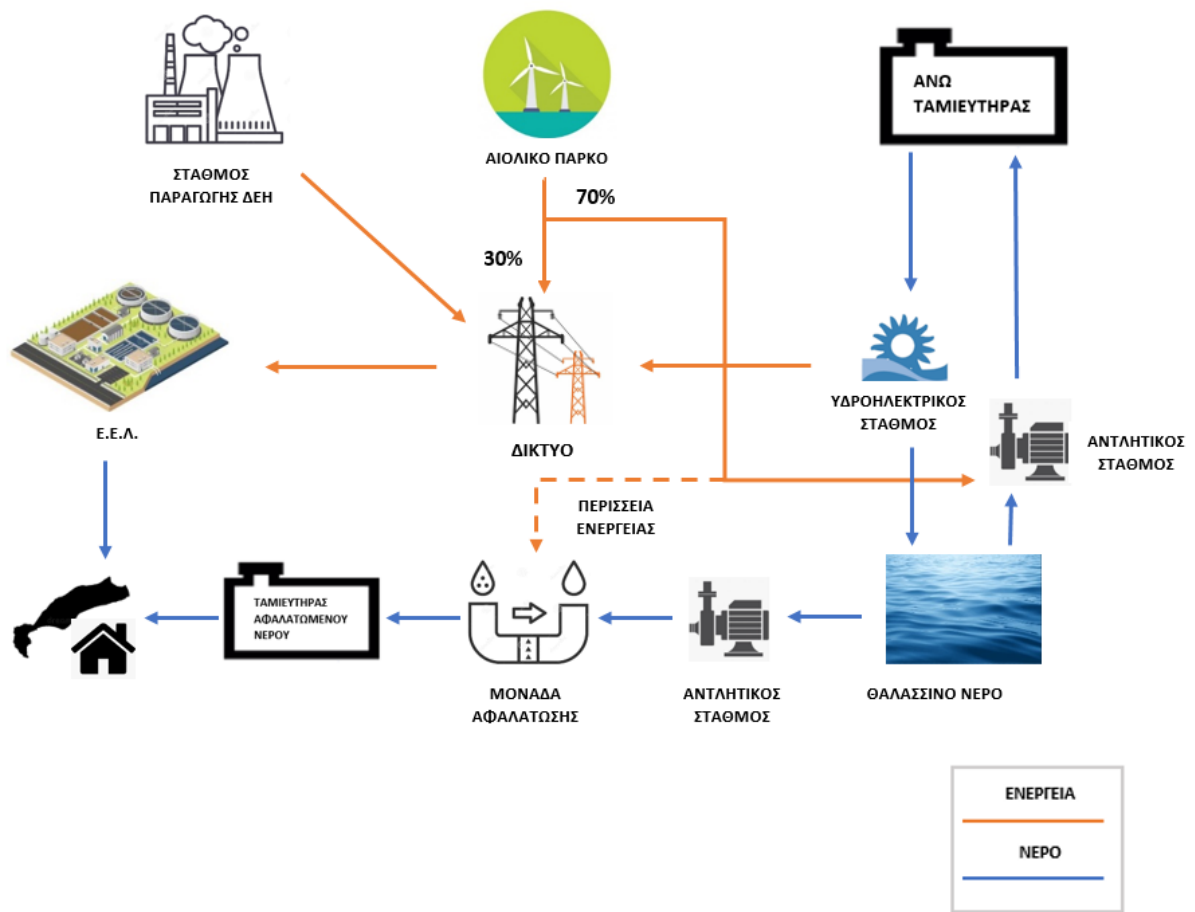 ΑΝΩ
ΤΑΜΙΕΥΤΗΡΑΣ
ΣΤΑΘΜΟΣ
ΠΑΡΑΓΩΓΗΣ ΔΕΗ
ΑΙΟΛΙΚΟ ΠΑΡΚΟ
70%
30%
ΥΔΡΟΗΛΕΚΤΡΙΚΟΣ
ΣΤΑΘΜΟΣ
Ε.Ε.Λ.
ΔΙΚΤΥΟ
ΑΝΤΛΗΤΙΚΟΣ
ΣΤΑΘΜΟΣ
ΠΕΡΙΣΣΕΙΑ
ΕΝΕΡΓΕΙΑΣ
ΤΑΜΙΕΥΤΗΡΑΣ
ΑΦΑΛΑΤΩΜΕΝΟΥ
ΝΕΡΟΥ
ΜΟΝΑΔΑ
ΑΦΑΛΑΤΩΣΗΣ
ΑΝΤΛΗΤΙΚΟΣ
ΣΤΑΘΜΟΣ
ΘΑΛΑΣΣΙΝΟ ΝΕΡΟ
ΕΝΕΡΓΕΙΑ
ΝΕΡΟ